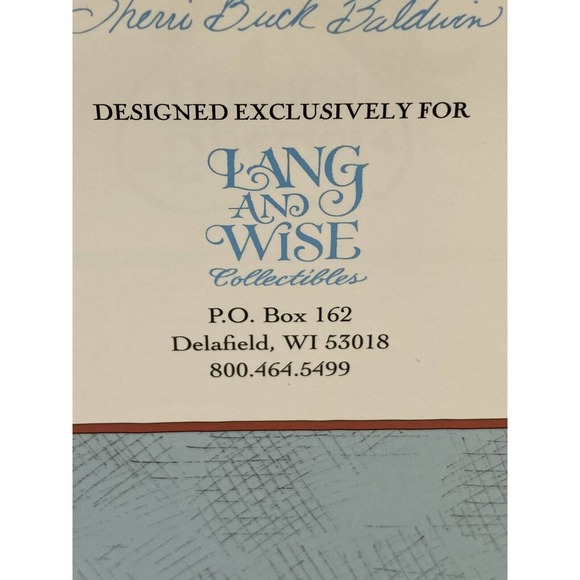 Sherri Buck Baldwin
DESIGNED EXCLUSIVELY FOR
LANG
AND
WISE
Collectibles
P.O. Box 162
Delafield, WI 53018
800.464.5499